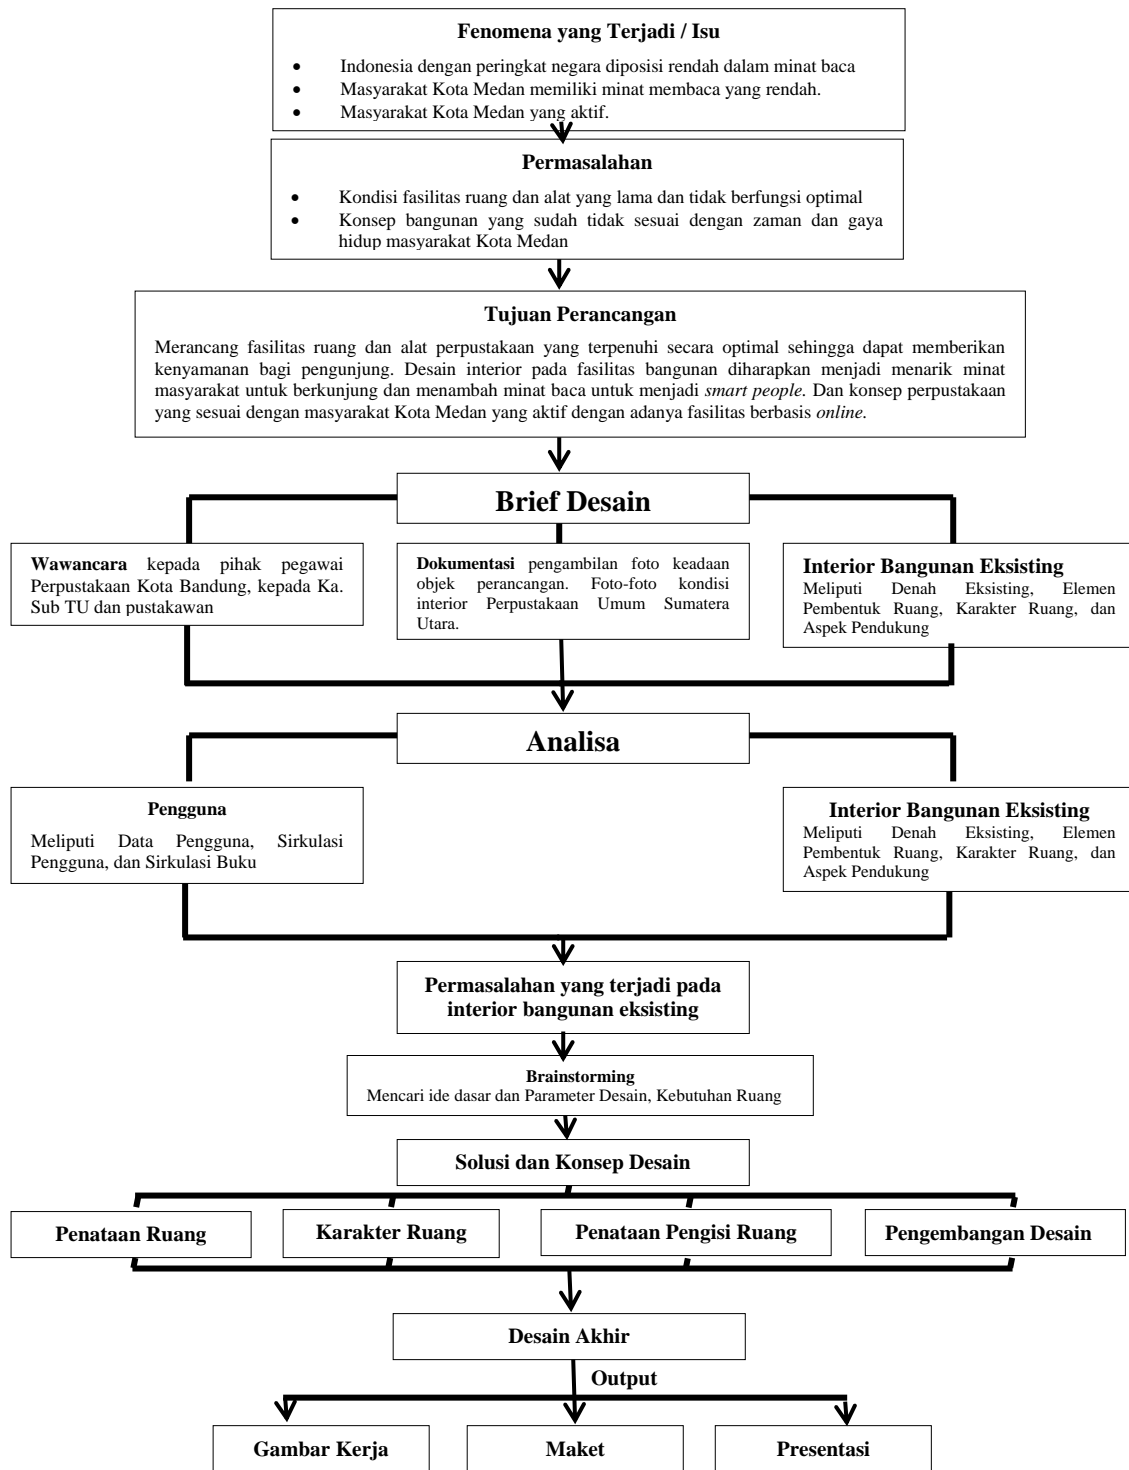 Fenomena yang Terjadi / Isu
• Indonesia dengan peringkat negara diposisi rendah dalam minat baca
• Masyarakat Kota Medan memiliki minat membaca yang rendah.
• Masyarakat Kota Medan yang aktif.
Permasalahan
• Kondisi fasilitas ruang dan alat yang lama dan tidak berfungsi optimal
• Konsep bangunan yang sudah tidak sesuai dengan zaman dan gaya
hidup masyarakat Kota Medan
Tujuan Perancangan
Merancang fasilitas ruang dan alat perpustakaan yang terpenuhi secara optimal sehingga dapat memberikan
kenyamanan bagi pengunjung. Desain interior pada fasilitas bangunan diharapkan menjadi menarik minat
masyarakat untuk berkunjung dan menambah minat baca untuk menjadi smart people. Dan konsep perpustakaan
yang sesuai dengan masyarakat Kota Medan yang aktif dengan adanya fasilitas berbasis online.
Brief Desain
Wawancara kepada pihak pegawai
Perpustakaan Kota Bandung, kepada Ka.
Sub TU dan pustakawan
Dokumentasi pengambilan foto keadaan
objek perancangan. Foto-foto kondisi
interior Perpustakaan Umum Sumatera
Utara.
Interior Bangunan Eksisting
Meliputi Denah Eksisting, Elemen
Pembentuk Ruang, Karakter Ruang, dan
Aspek Pendukung
Analisa
Pengguna
Meliputi Data Pengguna, Sirkulasi
Pengguna, dan Sirkulasi Buku
Interior Bangunan Eksisting
Meliputi Denah Eksisting, Elemen
Pembentuk Ruang, Karakter Ruang, dan
Aspek Pendukung
Permasalahan yang terjadi pada
interior bangunan eksisting
Brainstorming
Mencari ide dasar dan Parameter Desain, Kebutuhan Ruang
Solusi dan Konsep Desain
Penataan Ruang
Karakter Ruang
Penataan Pengisi Ruang
Pengembangan Desain
Desain Akhir
Output
Gambar Kerja
Maket
Presentasi